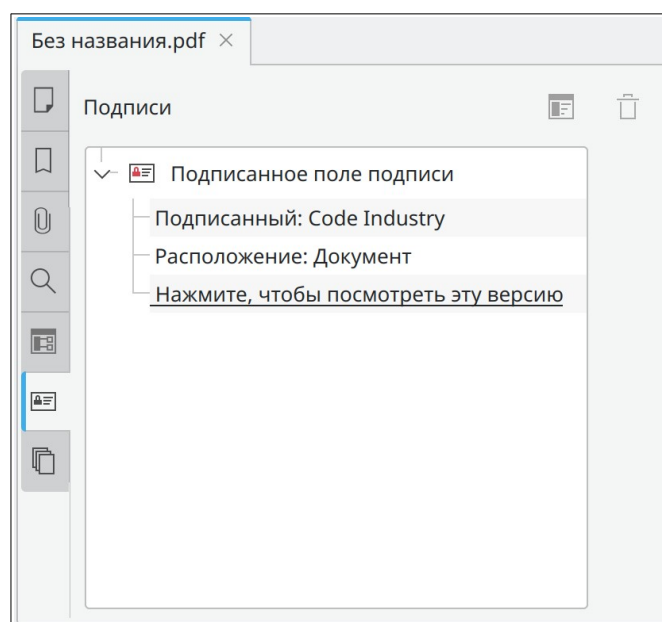 Без названия.pdf
Подписи
Подписанное поле подписи
Подписанный: Code Industry
Расположение: Документ
Нажмите, чтобы посмотреть эту версию